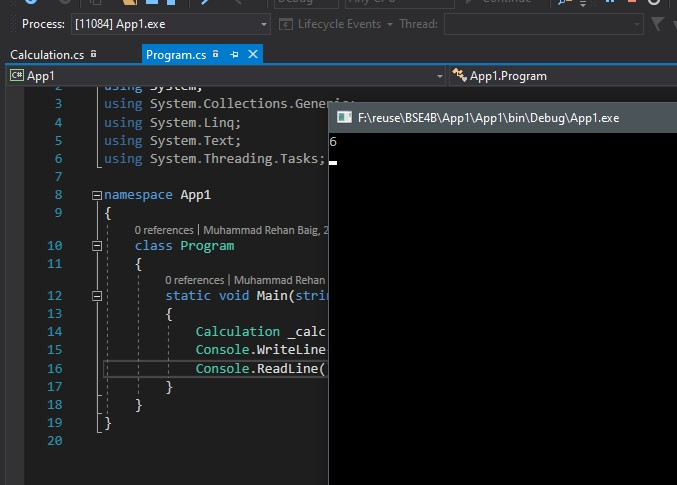 Process: [11084] App1.exe Lifecycle Events Thread:
Calculation.cs Program.cs
C# App1 App1.Program
2 using System;
3 using System.Collections.Generic;
F:\reuse\BSE4B\App1\App1\bin\Debug\App1.exe
4 using System.Linq;
5 using System.Text;
6
6 using System.Threading.Tasks;
7
8 namespace App1
9 {
0 references | Muhammad Rehan Baig, 2
10 class Program
11 {
0 references | Muhammad Rehan
12 static void Main(stri
13 {
14 Calculation _calc
15 Console.WriteLine
16 Console.ReadLine(
17 }
18 }
19 }
20